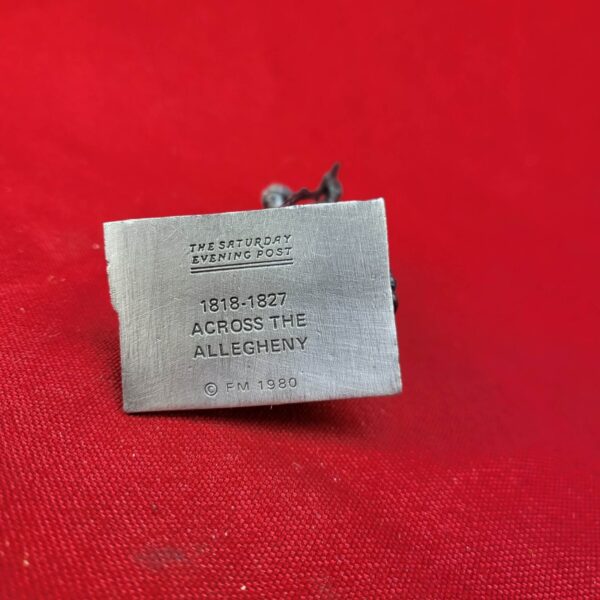 THE SATURDAY
EVENING POST
1818-1827
ACROSS THE
ALLEGHENY
© FM 1980